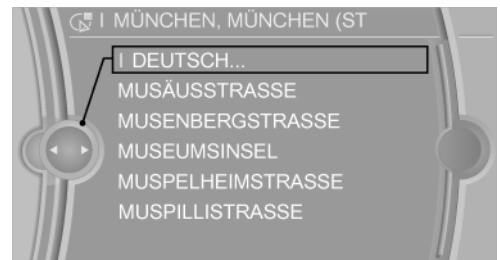 I MÜNCHEN, MÜNCHEN (ST
I DEUTSCH...
MUSÄUSSTRASSE
MUSENBERGSTRASSE
MUSEUMSINSEL
MUSPELHEIMSTRASSE
MUSPILLISTRASSE